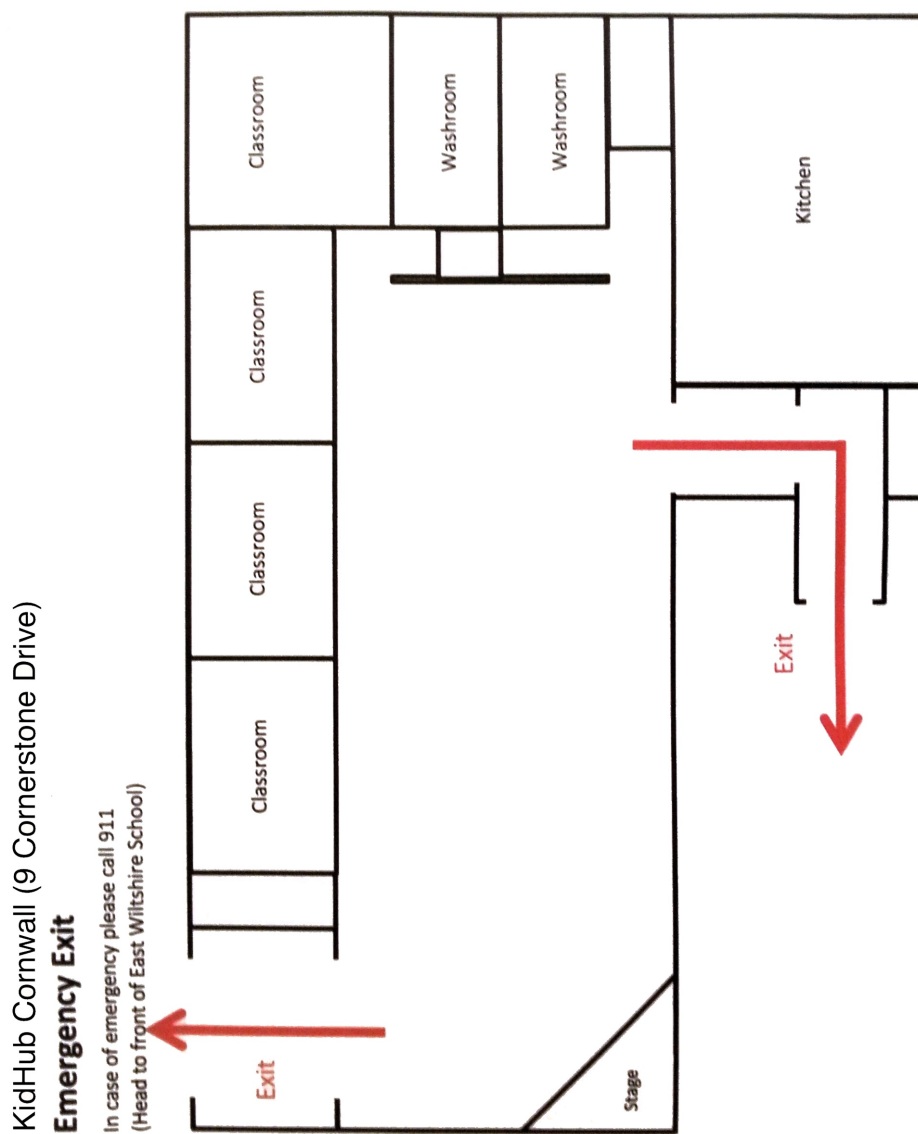 KidHub Cornwall (9 Cornerstone Drive)
Emergency Exit
In case of emergency please call 911
(Head to front of East Wiltshire School)
Exit
Classroom
Classroom
Classroom
Classroom
Washroom
Washroom
Stage
Exit
Kitchen